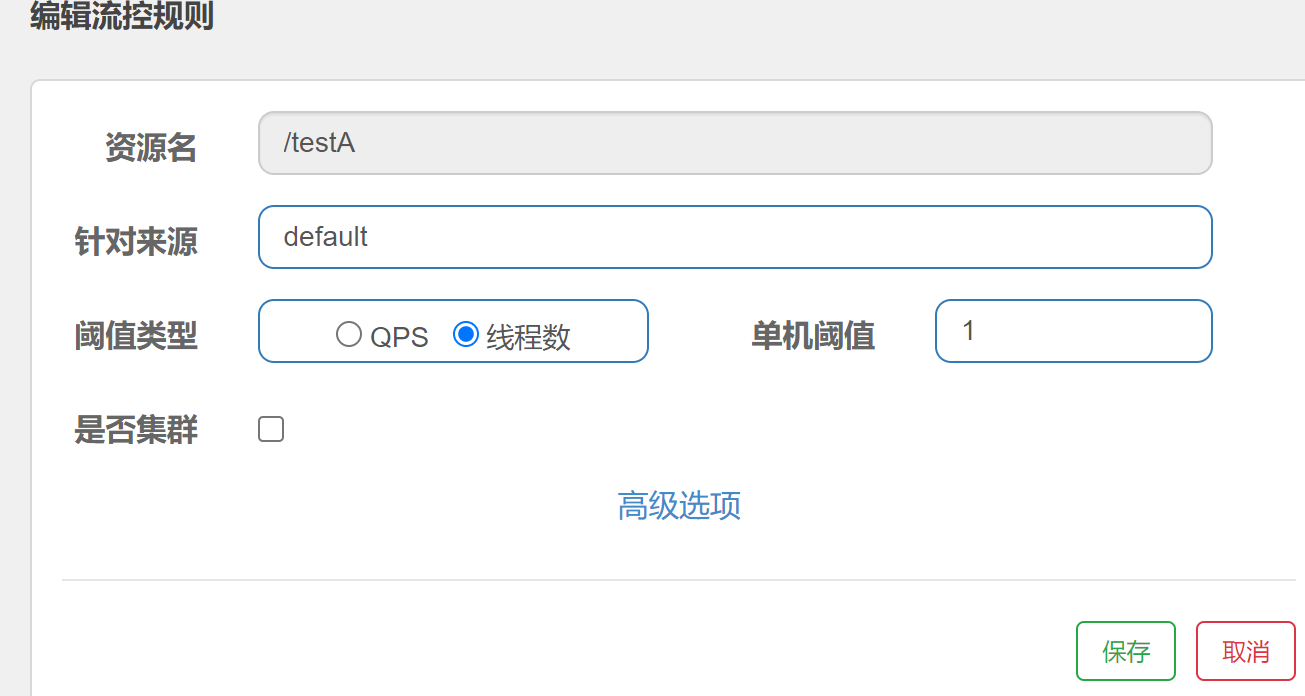 编辑流控规则
资源名 /testA
针对来源 default
阈值类型 QPS 线程数 单机阈值 1
是否集群
高级选项
保存 取消